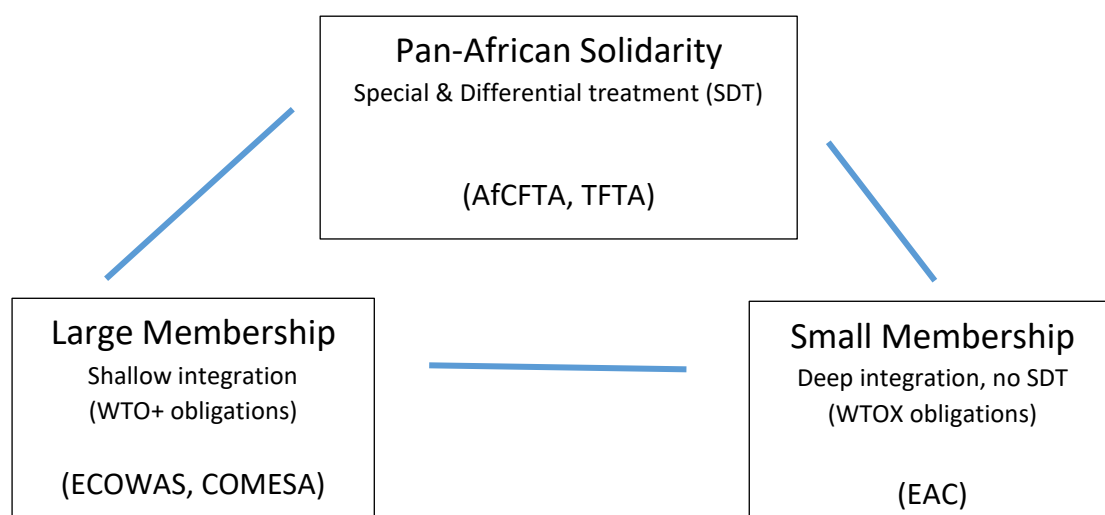 Pan-African Solidarity
Special & Differential treatment (SDT)
(AfCFTA, TFTA)
Large Membership
Shallow integration
(WTO+ obligations)
(ECOWAS, COMESA)
Small Membership
Deep integration, no SDT
(WTOX obligations)
(EAC)